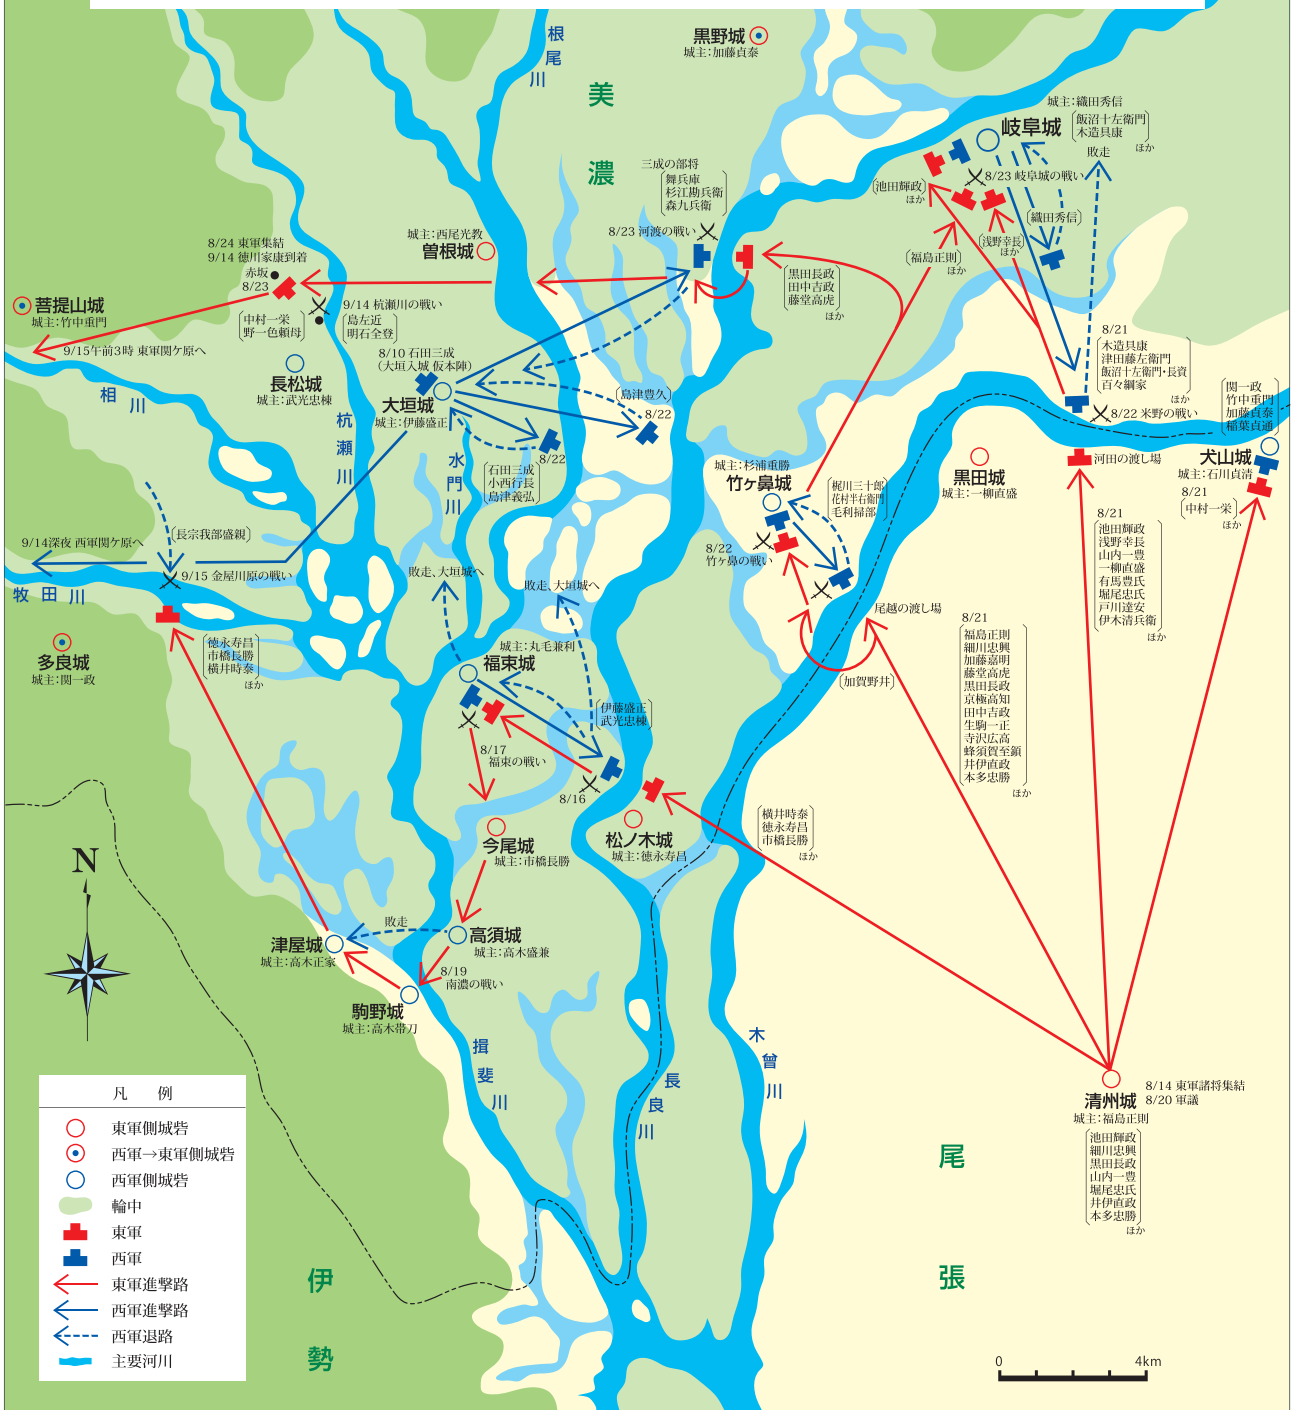 根尾川
黒野城
城主：加藤貞泰
美濃
城主：織田秀信
岐阜城
飯沼十左衛門
木造具康
ほか
敗走
8/23 岐阜城の戦い
池田輝政
ほか
織田秀信
浅野幸長
ほか
福島正則
ほか
三成の部将
舞兵庫
杉江勘兵衛
森九兵衛
8/23 河渡の戦い
黒田長政
田中吉政
藤堂高虎
ほか
城主：西尾光教
曽根城
8/24 東軍集結
9/14 徳川家康到着
赤坂
8/23
9/14 杭瀬川の戦い
中村一栄
野一色頼母
島左近
明石全登
菩提山城
城主：竹中重門
9/15午前3時 東軍関ケ原へ
相川
長松城
城主：武光忠棟
8/10 石田三成
（大垣入城 仮本陣）
大垣城
城主：伊藤盛正
杭瀬川
水門川
島津豊久
8/22
8/22
石田三成
小西行長
島津義弘
8/21
木造具康
津田藤左衛門
飯沼十左衛門・長資
百々綱家
ほか
8/22 米野の戦い
関一政
竹中重門
加藤貞泰
稲葉貞通
犬山城
城主：石川貞清
8/21
中村一栄
ほか
河田の渡し場
黒田城
城主：一柳直盛
城主：杉浦重勝
竹ヶ鼻城
梶川三十郎
花村半右衛門
毛利掃部
8/22
竹ヶ鼻の戦い
8/21
池田輝政
浅野幸長
山内一豊
一柳直盛
有馬豊氏
堀尾忠氏
戸川達安
伊木清兵衛
ほか
尾越の渡し場
8/21
福島正則
細川忠興
加藤嘉明
藤堂高虎
黒田長政
京極高知
田中吉政
生駒一正
寺沢広高
蜂須賀至鎮
井伊直政
本多忠勝
ほか
加賀野井
9/14深夜 西軍関ケ原へ
長宗我部盛親
9/15 金屋川原の戦い
牧田川
多良城
城主：関一政
徳永寿昌
市橋長勝
横井時泰
ほか
敗走、大垣城へ
敗走、大垣城へ
城主：丸毛兼利
福束城
伊藤盛正
武光忠棟
8/17
福束の戦い
8/16
今尾城
城主：市橋長勝
松ノ木城
城主：徳永寿昌
横井時泰
徳永寿昌
市橋長勝
ほか
敗走
高須城
城主：高木盛兼
津屋城
城主：高木正家
8/19
南濃の戦い
駒野城
城主：高木帯刀
揖斐川
長良川
木曾川
清州城
城主：福島正則
8/14 東軍諸将集結
8/20 軍議
池田輝政
細川忠興
黒田長政
山内一豊
堀尾忠氏
井伊直政
本多忠勝
ほか
尾張
伊勢
N
凡　例
東軍側城砦
西軍→東軍側城砦
西軍側城砦
輪中
東軍
西軍
東軍進撃路
西軍進撃路
西軍退路
主要河川
0 4km